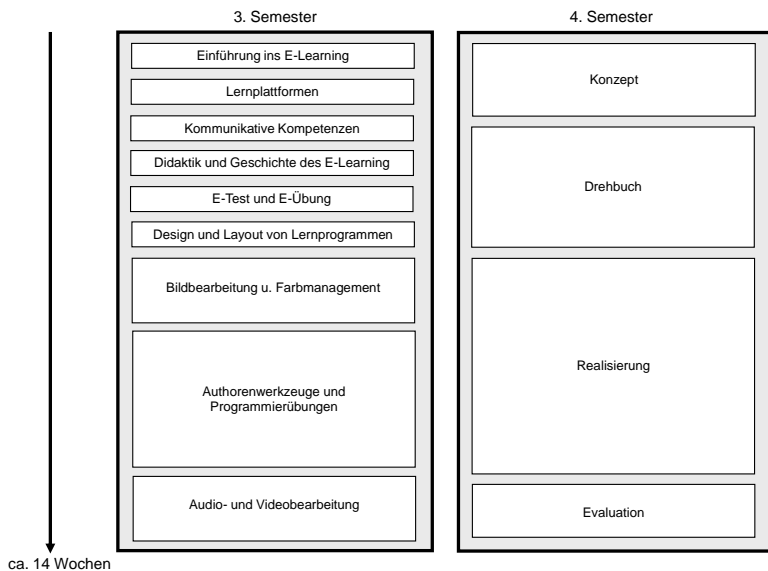 3. Semester
Einführung ins E-Learning
Lernplattformen
Kommunikative Kompetenzen
Didaktik und Geschichte des E-Learning
E-Test und E-Übung
Design und Layout von Lernprogrammen
Bildbearbeitung u. Farbmanagement
Authorenwerkzeuge und
Programmierübungen
Audio- und Videobearbeitung
4. Semester
Konzept
Drehbuch
Realisierung
Evaluation
ca. 14 Wochen